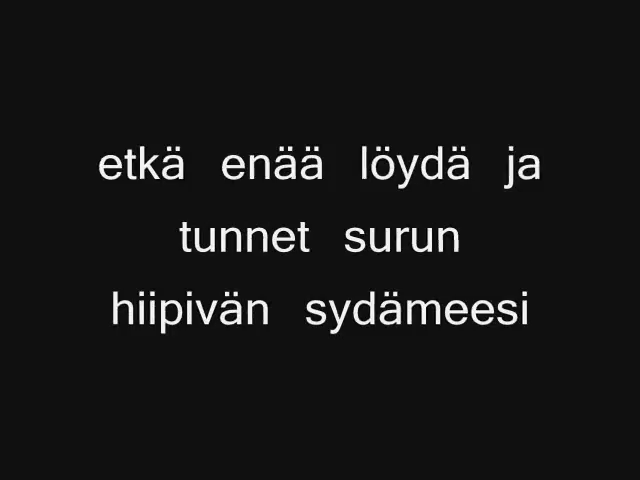 etkä enää löydä ja
tunnet surun
hiipivän sydämeesi